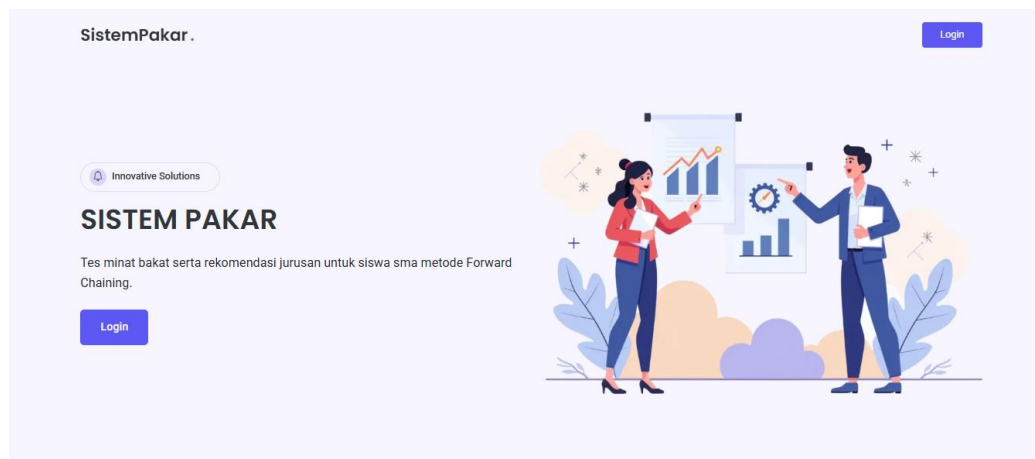 SistemPakar.
Login
Innovative Solutions
SISTEM PAKAR
Tes minat bakat serta rekomendasi jurusan untuk siswa sma metode Forward
Chaining.
Login